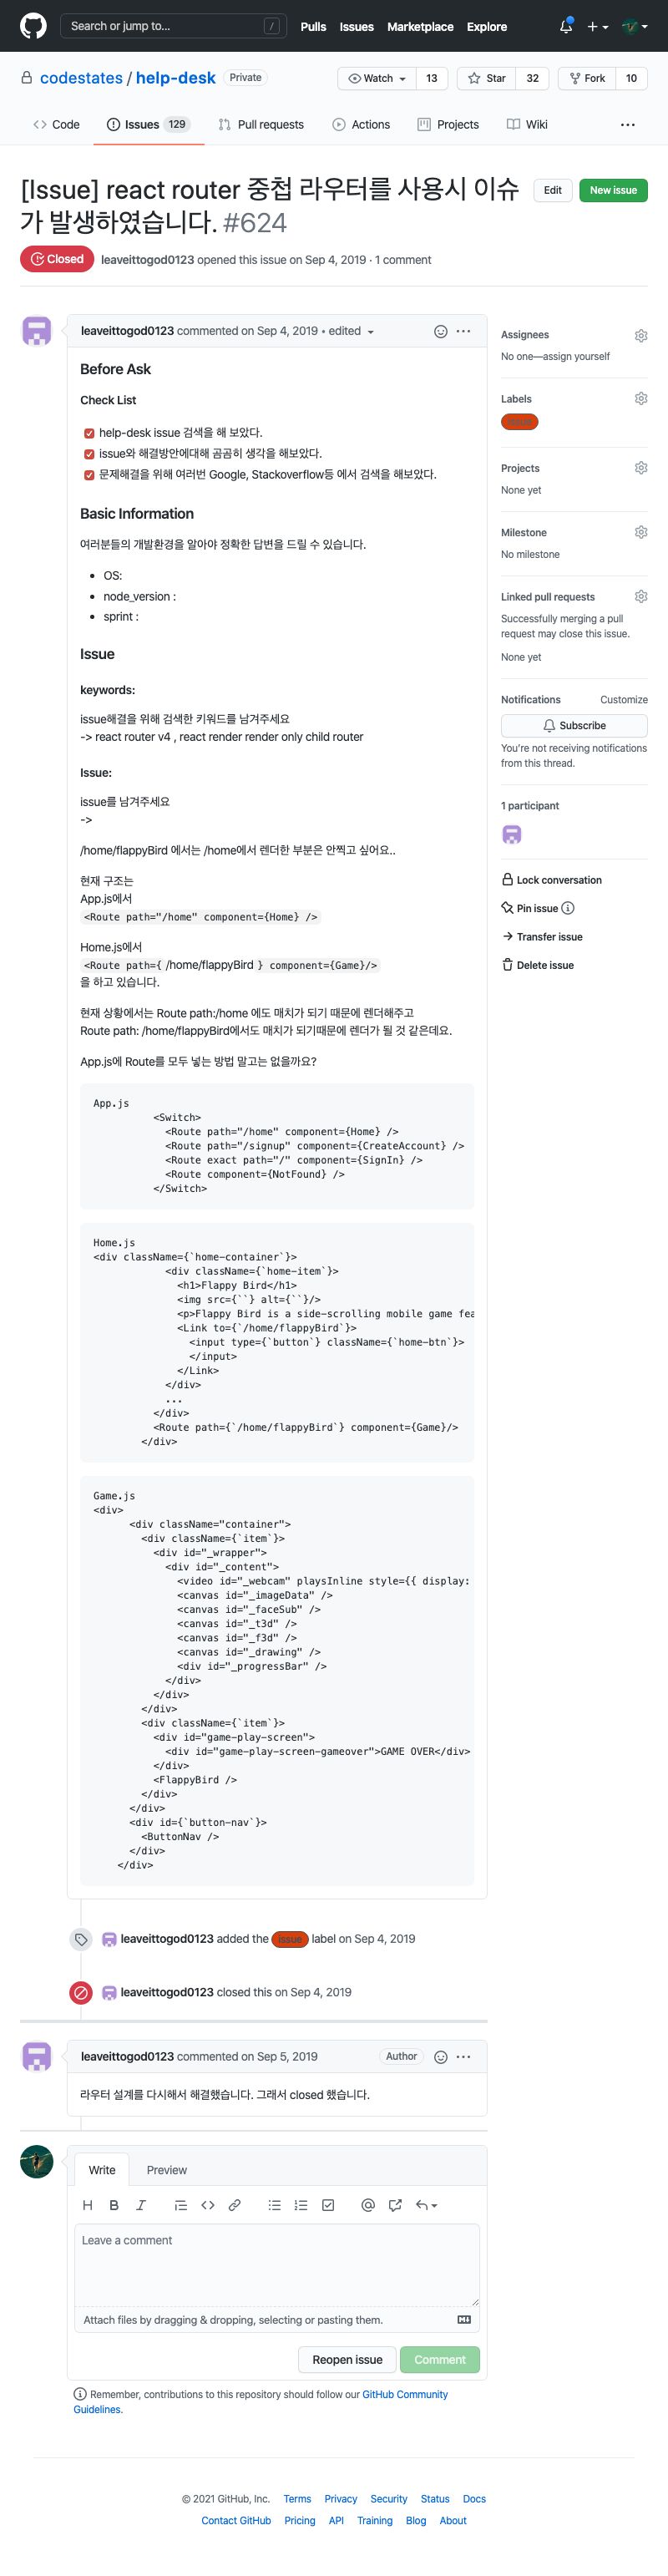 Search or jump to...
/
Pulls Issues Marketplace Explore
codestates / help-desk Private
Watch 13 Star 32 Fork 10
Code Issues 129 Pull requests Actions Projects Wiki
[Issue] react router 중첩 라우터를 사용시 이슈
가 발생하였습니다. #624
Edit New issue
Closed leaveittogod0123 opened this issue on Sep 4, 2019 · 1 comment
leaveittogod0123 commented on Sep 4, 2019 • edited
Before Ask
Check List
help-desk issue 검색을 해 보았다.
issue와 해결방안에대해 곰곰히 생각을 해보았다.
문제해결을 위해 여러번 Google, Stackoverflow등 에서 검색을 해보았다.
Basic Information
여러분들의 개발환경을 알아야 정확한 답변을 드릴 수 있습니다.
• OS:
• node_version :
• sprint :
Issue
keywords:
issue해결을 위해 검색한 키워드를 남겨주세요
-> react router v4 , react render render only child router
Issue:
issue를 남겨주세요
->
/home/flappyBird 에서는 /home에서 렌더한 부분은 안찍고 싶어요..
현재 구조는
App.js에서
<Route path="/home" component={Home} />
Home.js에서
<Route path={ /home/flappyBird } component={Game}/>
을 하고 있습니다.
현재 상황에서는 Route path:/home 에도 매치가 되기 때문에 렌더해주고
Route path: /home/flappyBird에서도 매치가 되기때문에 렌더가 될 것 같은데요.
App.js에 Route를 모두 넣는 방법 말고는 없을까요?
App.js
<Switch>
<Route path="/home" component={Home} />
<Route path="/signup" component={CreateAccount} />
<Route exact path="/" component={SignIn} />
<Route component={NotFound} />
</Switch>
Home.js
<div className={`home-container`}>
<div className={`home-item`}>
<h1>Flappy Bird</h1>
<img src={``} alt={``}/>
<p>Flappy Bird is a side-scrolling mobile game fea
<Link to={`/home/flappyBird`}>
<input type={`button`} className={`home-btn`}>
</input>
</Link>
</div>
...
</div>
<Route path={`/home/flappyBird`} component={Game}/>
</div>
Game.js
<div>
<div className="container">
<div className={`item`}>
<div id="_wrapper">
<div id="_content">
<video id="_webcam" playsInline style={{ display:
<canvas id="_imageData" />
<canvas id="_faceSub" />
<canvas id="_t3d" />
<canvas id="_f3d" />
<canvas id="_drawing" />
<div id="_progressBar" />
</div>
</div>
</div>
<div className={`item`}>
<div id="game-play-screen">
<div id="game-play-screen-gameover">GAME OVER</div>
</div>
<FlappyBird />
</div>
</div>
<div id={`button-nav`}>
<ButtonNav />
</div>
</div>
leaveittogod0123 added the issue label on Sep 4, 2019
leaveittogod0123 closed this on Sep 4, 2019
leaveittogod0123 commented on Sep 5, 2019 Author
라우터 설계를 다시해서 해결했습니다. 그래서 closed 했습니다.
Write Preview
Leave a comment
Attach files by dragging & dropping, selecting or pasting them.
Reopen issue Comment
Remember, contributions to this repository should follow our GitHub Community
Guidelines.
Assignees
No one—assign yourself
Labels
issue
Projects
None yet
Milestone
No milestone
Linked pull requests
Successfully merging a pull
request may close this issue.
None yet
Notifications Customize
Subscribe
You're not receiving notifications
from this thread.
1 participant
Lock conversation
Pin issue
Transfer issue
Delete issue
© 2021 GitHub, Inc. Terms Privacy Security Status Docs
Contact GitHub Pricing API Training Blog About